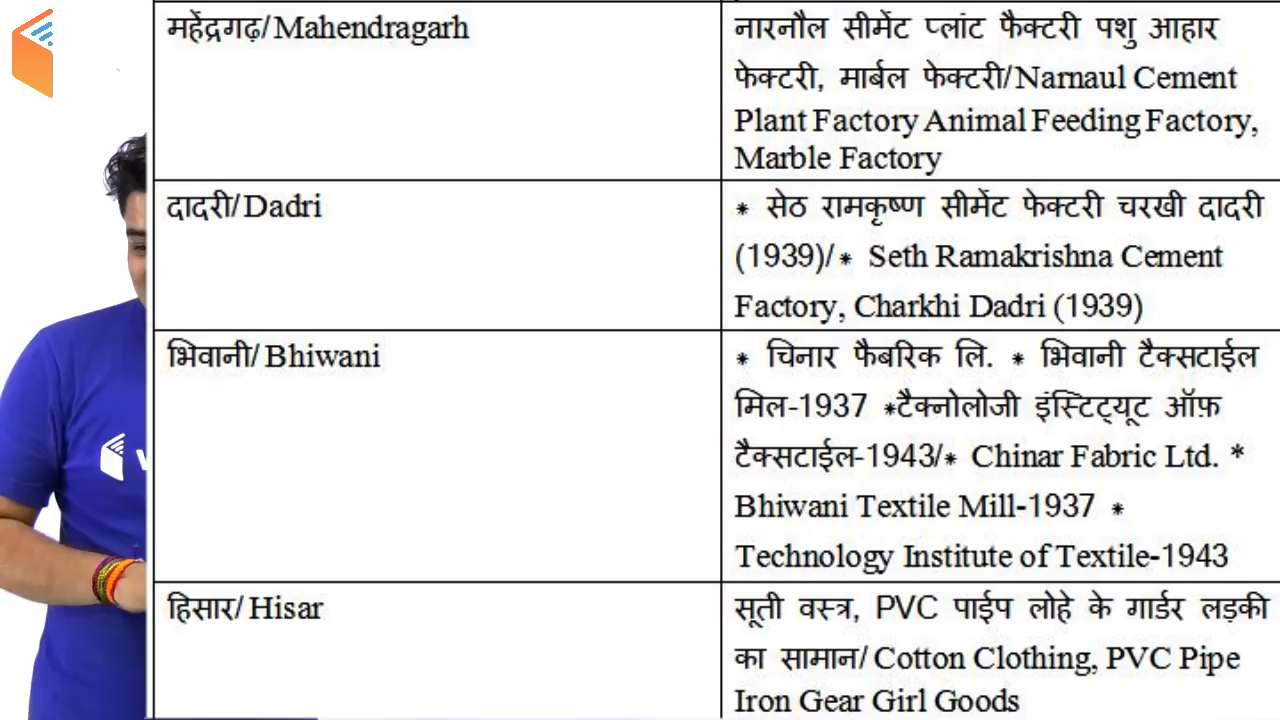 महेंद्रगढ़/ Mahendragarh
नारनौल सीमेंट प्लांट फैक्टरी पशु आहार
फेक्टरी, मार्बल फेक्टरी/ Narnaul Cement
Plant Factory Animal Feeding Factory,
Marble Factory
दादरी/ Dadri
* सेठ रामकृष्ण सीमेंट फेक्टरी चरखी दादरी
(1939)/ * Seth Ramakrishna Cement
Factory, Charkhi Dadri (1939)
भिवानी/ Bhiwani
* चिनार फैबरिक लि. * भिवानी टैक्सटाईल
मिल-1937 *टैक्नोलोजी इंस्टिट्यूट ऑफ़
टैक्सटाईल-1943/* Chinar Fabric Ltd. *
Bhiwani Textile Mill-1937 *
Technology Institute of Textile-1943
हिसार/ Hisar
सूती वस्त्र, PVC पाईप लोहे के गार्डर लड़की
का सामान/ Cotton Clothing, PVC Pipe
Iron Gear Girl Goods